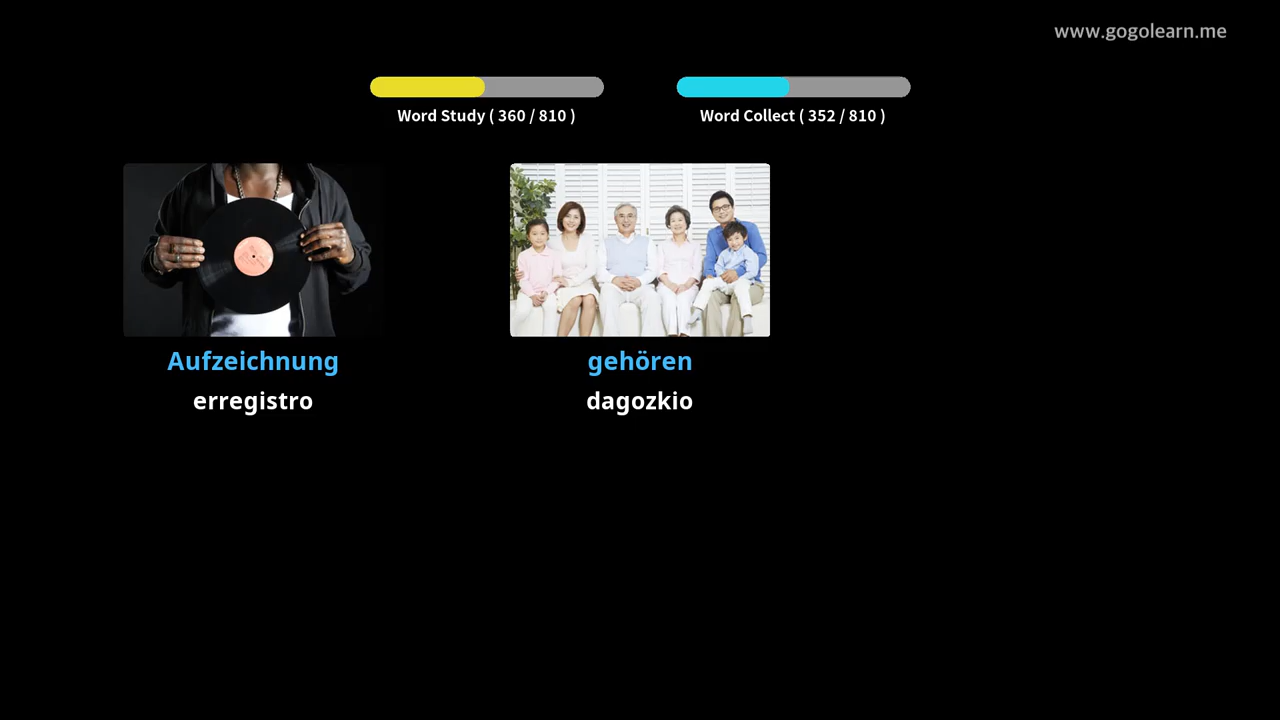 www.gogolearn.me
Word Study ( 360 / 810 )
Word Collect ( 352 / 810 )
Aufzeichnung
erregistro
gehören
dagozkio